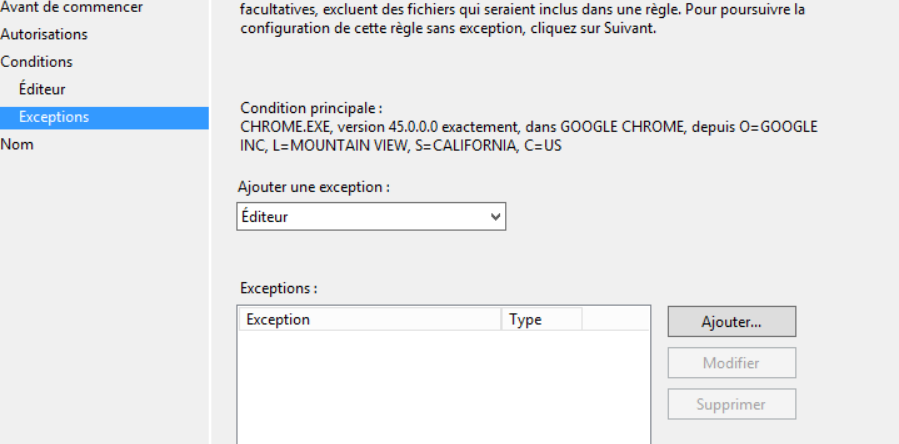 Avant de commencer
Autorisations
Conditions
Éditeur
Exceptions
Nom
facultatives, excluent des fichiers qui seraient inclus dans une règle. Pour poursuivre la
configuration de cette règle sans exception, cliquez sur Suivant.
Condition principale :
CHROME.EXE, version 45.0.0.0 exactement, dans GOOGLE CHROME, depuis O=GOOGLE
INC, L=MOUNTAIN VIEW, S=CALIFORNIA, C=US
Ajouter une exception :
Éditeur
Exceptions :
Exception Type
Ajouter...
Modifier
Supprimer